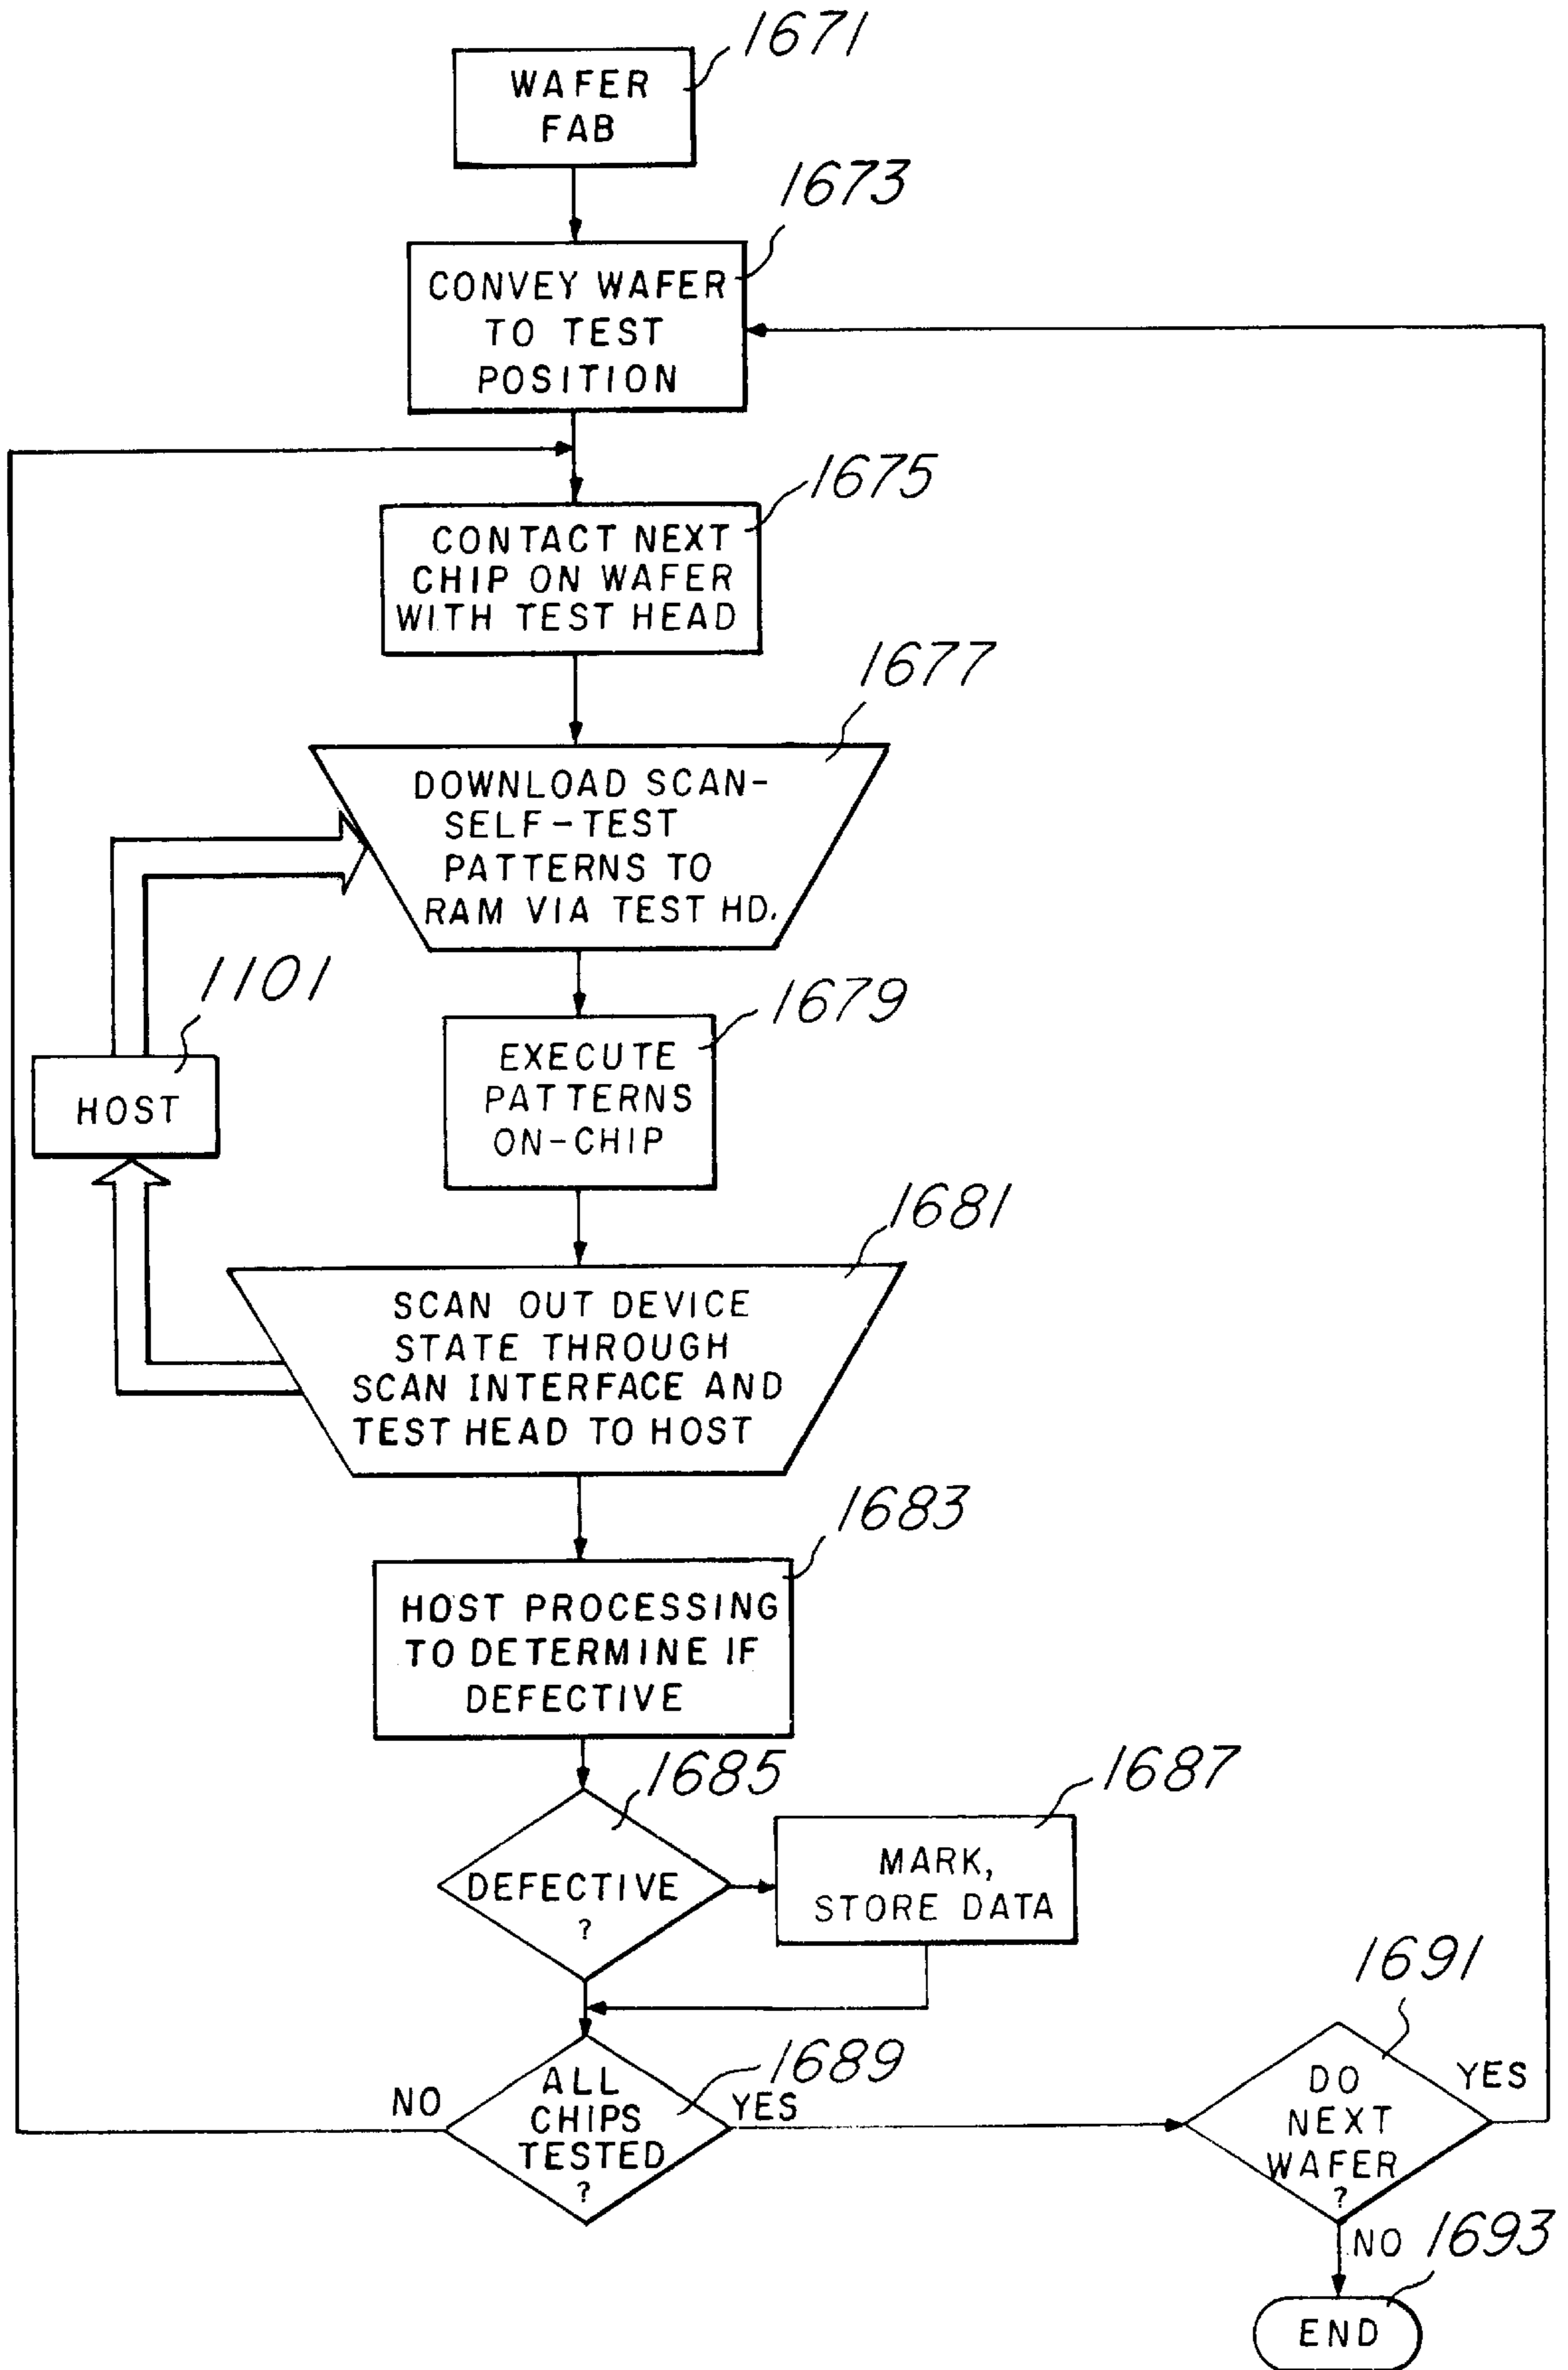 1671
WAFER
FAB
1673
CONVEY WAFER
TO TEST
POSITION
1675
CONTACT NEXT
CHIP ON WAFER
WITH TEST HEAD
1677
DOWNLOAD SCAN-
SELF-TEST
PATTERNS TO
RAM VIA TEST HD.
1101
HOST
1679
EXECUTE
PATTERNS
ON-CHIP
1681
SCAN OUT DEVICE
STATE THROUGH
SCAN INTERFACE AND
TEST HEAD TO HOST
1683
HOST PROCESSING
TO DETERMINE IF
DEFECTIVE
1685
DEFECTIVE
?
1687
MARK,
STORE DATA
1689
NO
ALL
CHIPS
TESTED
?
YES
1691
DO
NEXT
WAFER
?
YES
NO
1693
END